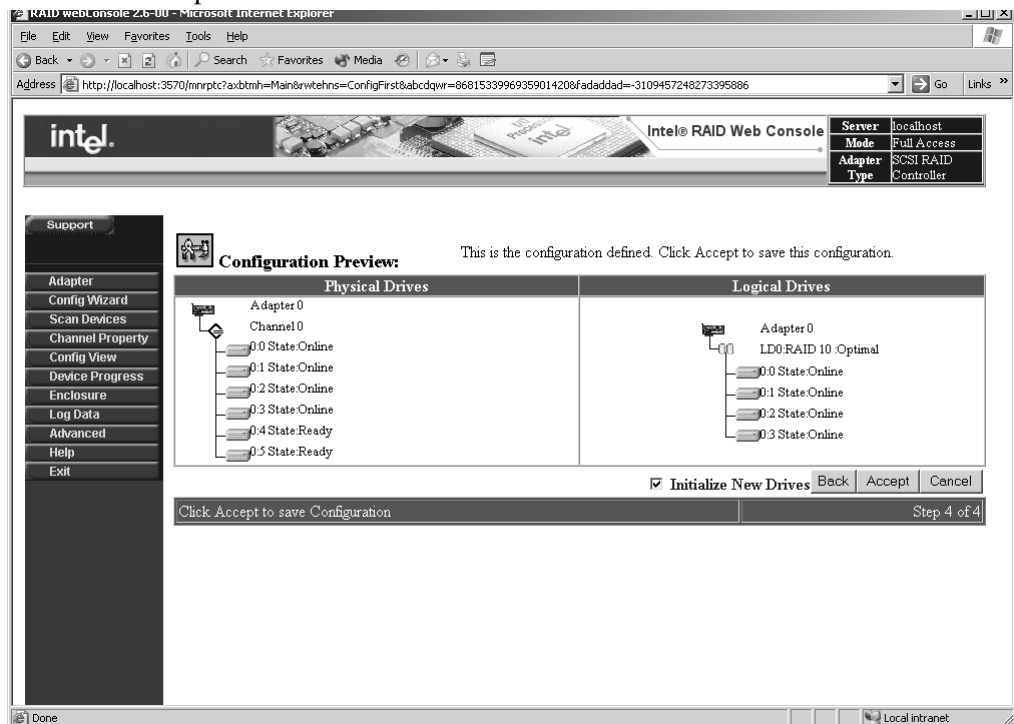 RAID webConsole 2.6-00 - Microsoft Internet Explorer
File Edit View Favorites Tools Help
Back Search Favorites Media
Address http://localhost:3570/mnrptc?axbtmh=Main&rwtehns=ConfigFirst&abcdqwr=8681533996935901420&fadaddad=-3109457248273395886 Go Links »
intel.
Intel® RAID Web Console
Server localhost
Mode Full Access
Adapter Type SCSI RAID Controller
Support
Adapter
Config Wizard
Scan Devices
Channel Property
Config View
Device Progress
Enclosure
Log Data
Advanced
Help
Exit
Configuration Preview: This is the configuration defined. Click Accept to save this configuration.
Physical Drives
Adapter 0
Channel 0
0:0 State:Online
0:1 State:Online
0:2 State:Online
0:3 State:Online
0:4 State:Ready
0:5 State:Ready
Logical Drives
Adapter 0
LD0:RAID 10 :Optimal
0:0 State:Online
0:1 State:Online
0:2 State:Online
0:3 State:Online
Initialize New Drives Back Accept Cancel
Click Accept to save Configuration Step 4 of 4
Done Local intranet